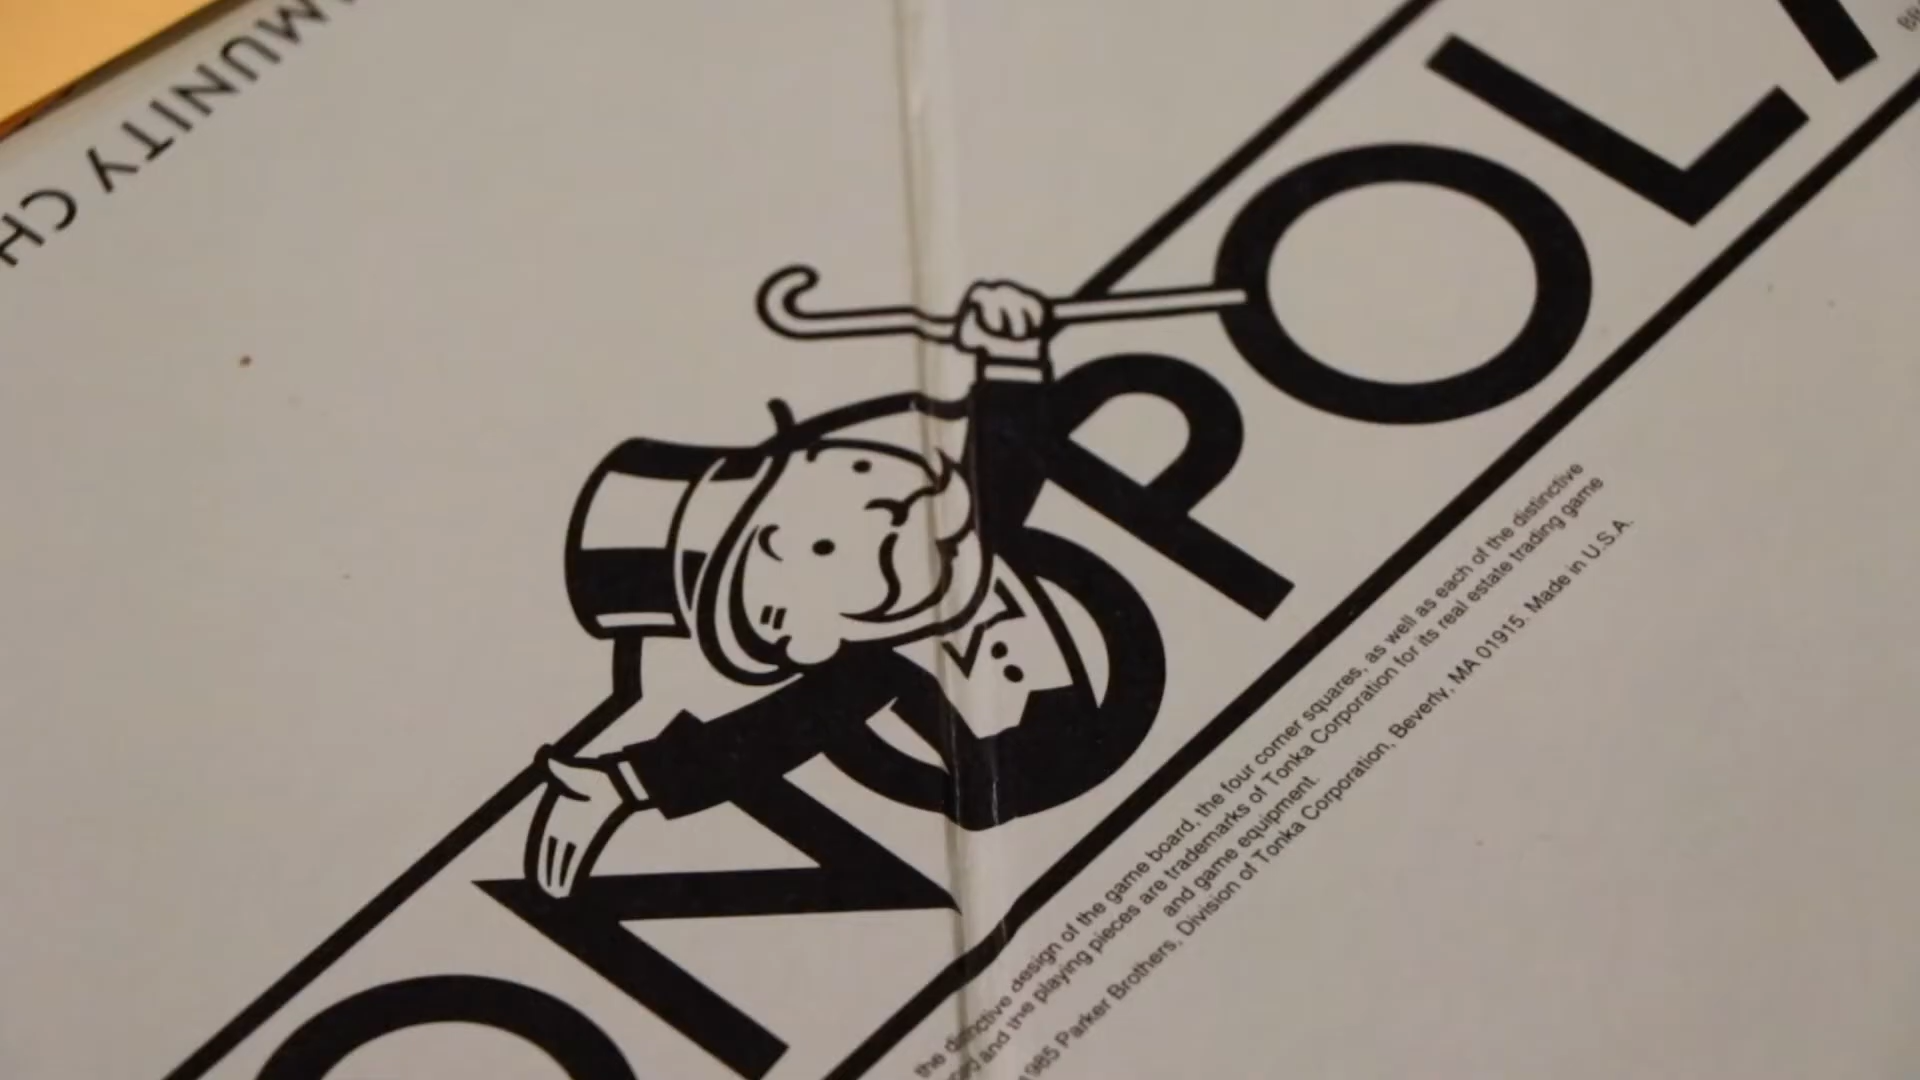 MUNITY CH
ONOPOLY
the distinctive design of the game board, the four corner squares, as well as each of the distinctive
and the playing pieces are trademarks of Tonka Corporation for its real estate trading game
and game equipment.
1985 Parker Brothers, Division of Tonka Corporation, Beverly, MA 01915. Made in U.S.A.